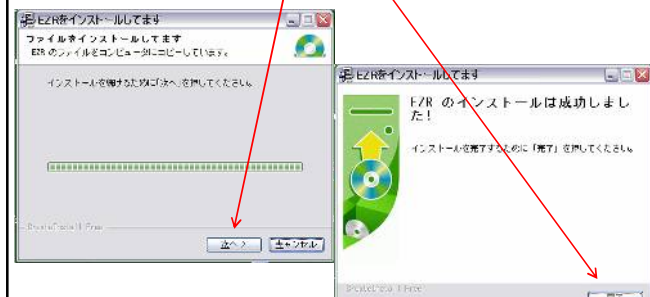 EZRをインストールしてます
ファイルをインストールしてます
EZR のファイルをコンピュータにコピーしています。
インストールを続けるために「次へ」を押してください。
CreateInstall Free
次へ >
キャンセル
EZRをインストールしてます
EZR のインストールは成功しまし
た!
インストールを完了するために「完了」を押してください。
CreateInstall Free
完了